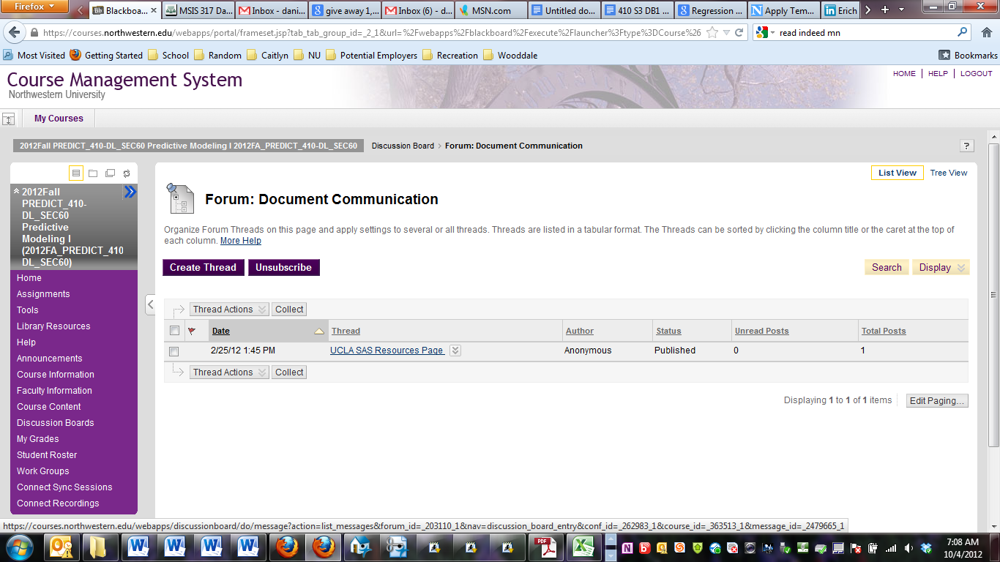 Firefox
Blackboa...
MSIS 317 Da...
Inbox - dani...
give away 1,...
Inbox (6) - d...
MSN.com
Untitled do...
410 S3 DB1 ...
Regression ...
Apply Tem...
Erich
https://courses.northwestern.edu/webapps/portal/frameset.jsp?tab_tab_group_id=_2_1&url=%2Fwebapps%2Fblackboard%2Fexecute%2Flauncher%3Ftype%3DCourse%26
read indeed mn
Most Visited Getting Started School Random Caitlyn NU Potential Employers Recreation Wooddale Bookmarks
Course Management System
Northwestern University
HOME HELP LOGOUT
My Courses
2012Fall PREDICT_410-DL_SEC60 Predictive Modeling I 2012FA_PREDICT_410-DL_SEC60 Discussion Board > Forum: Document Communication ?
List View Tree View
2012Fall
PREDICT_410-
DL_SEC60
Predictive
Modeling I
(2012FA_PREDICT_410
DL_SEC60)
Home
Assignments
Tools
Library Resources
Help
Announcements
Course Information
Faculty Information
Course Content
Discussion Boards
My Grades
Student Roster
Work Groups
Connect Sync Sessions
Connect Recordings
Forum: Document Communication
Organize Forum Threads on this page and apply settings to several or all threads. Threads are listed in a tabular format. The Threads can be sorted by clicking the column title or the caret at the top of
each column. More Help
Create Thread Unsubscribe Search Display
Thread Actions Collect
Date Thread Author Status Unread Posts Total Posts
2/25/12 1:45 PM UCLA SAS Resources Page Anonymous Published 0 1
Thread Actions Collect
Displaying 1 to 1 of 1 items Edit Paging...
https://courses.northwestern.edu/webapps/discussionboard/do/message?action=list_messages&forum_id=_203110_1&nav=discussion_board_entry&conf_id=_262983_1&course_id=_363513_1&message_id=_2479665_1
7:08 AM
10/4/2012